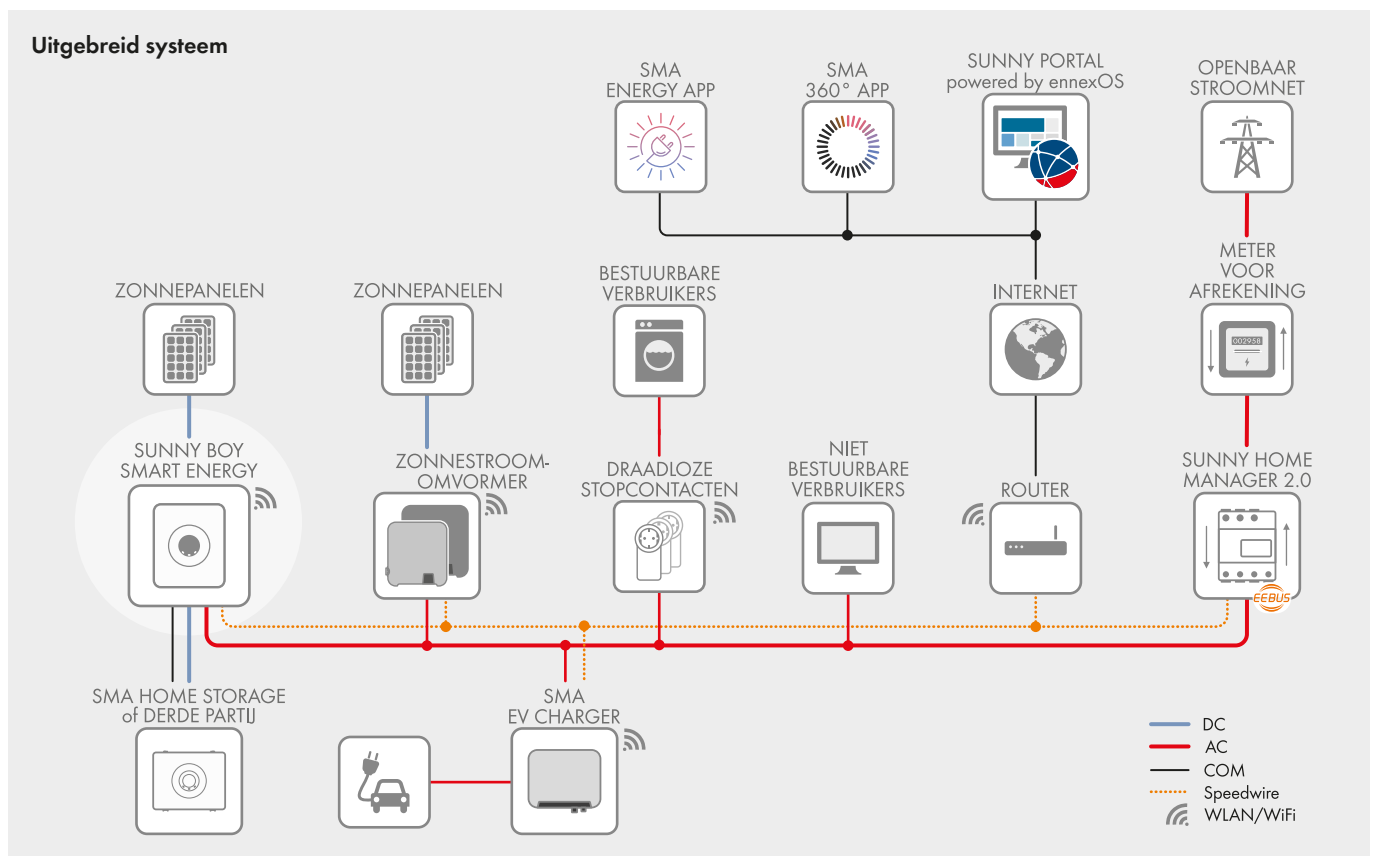 Uitgebreid systeem
SMA
ENERGY APP
SMA
360° APP
SUNNY PORTAL
powered by ennexOS
OPENBAAR
STROOMNET
ZONNEPANELEN
ZONNEPANELEN
BESTUURBARE
VERBRUIKERS
INTERNET
METER
VOOR
AFREKENING
002958
SUNNY BOY
SMART ENERGY
ZONNESTROOM-
OMVORMER
DRAADLOZE
STOPCONTACTEN
NIET
BESTUURBARE
VERBRUIKERS
ROUTER
SUNNY HOME
MANAGER 2.0
EEBUS
SMA HOME STORAGE
of DERDE PARTIJ
SMA
EV CHARGER
DC
AC
COM
Speedwire
WLAN/WiFi